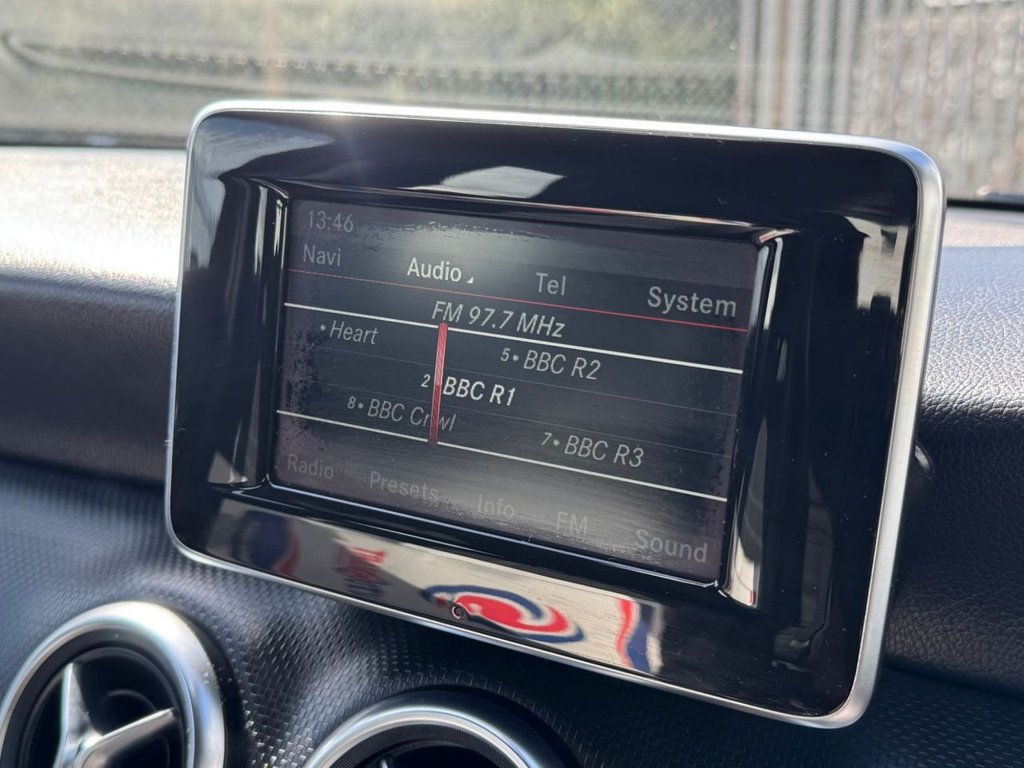 13:46
Navi Audio Tel System
FM 97.7 MHz
• Heart 5• BBC R2
2 BBC R1
8• BBC Crwl 7• BBC R3
Radio Presets Info FM Sound